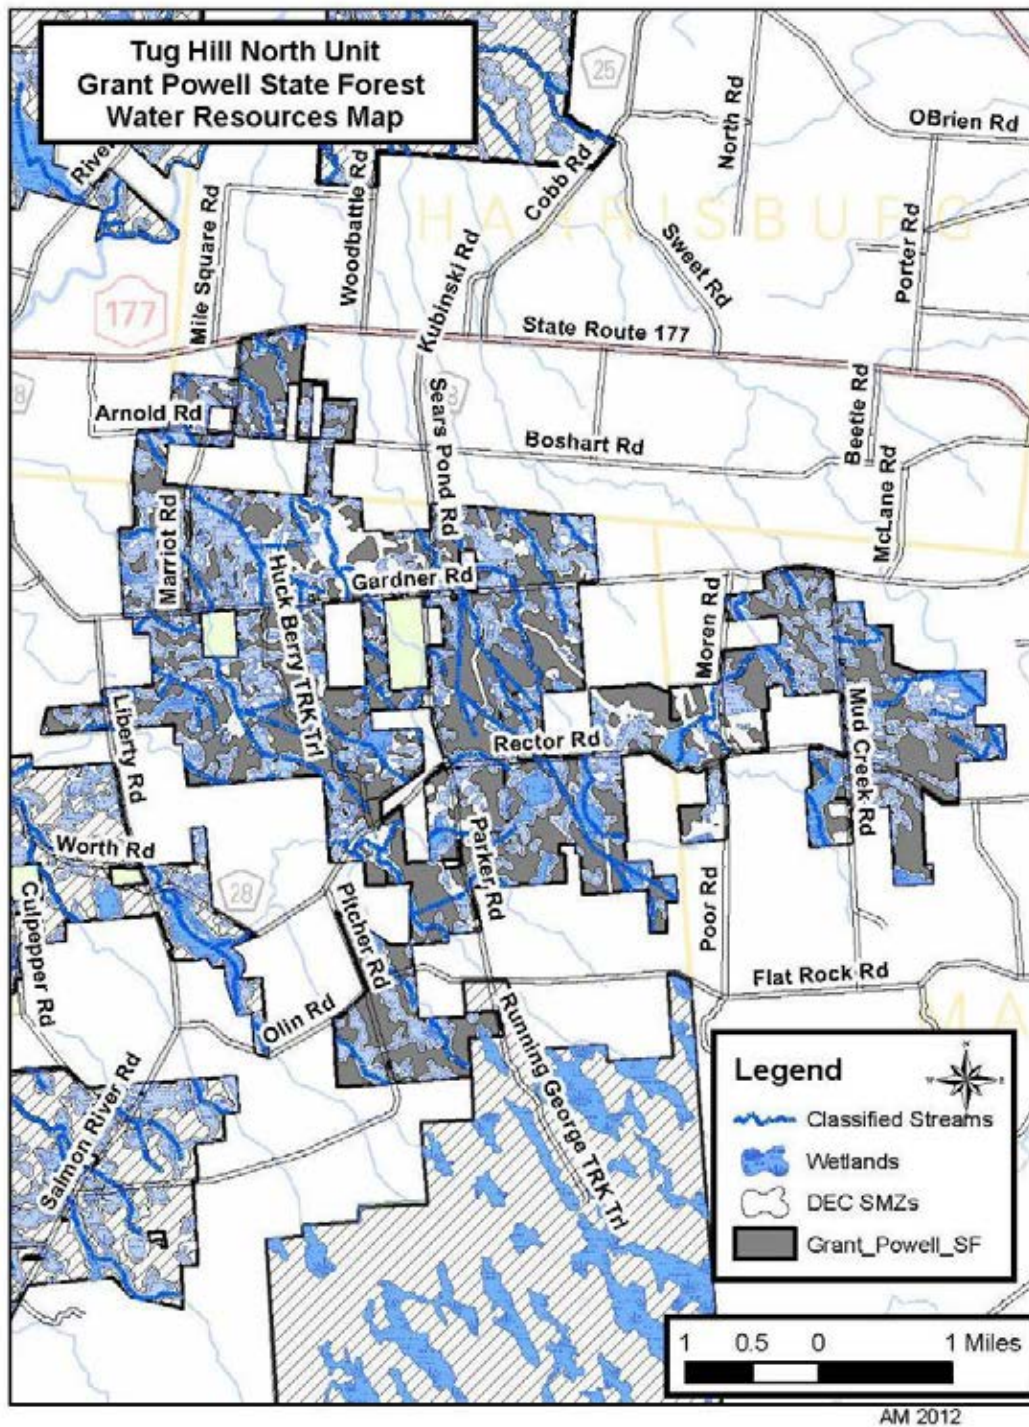 Tug Hill North Unit
Grant Powell State Forest
Water Resources Map
25
OBrien Rd
North Rd
River
Cobb Rd
Woodbattle Rd
Mile Square Rd
HARRISBURG
Kubinski Rd
Sweet Rd
Porter Rd
177
State Route 177
Arnold Rd
Sears Pond Rd
Boshart Rd
Beetle Rd
McLane Rd
Marriot Rd
Huck Berry TRK Trl
Gardner Rd
Moren Rd
Liberty Rd
Rector Rd
Mud Creek Rd
Worth Rd
28
Parker Rd
Pitcher Rd
Poor Rd
Culpepper Rd
Flat Rock Rd
Olin Rd
Running George TRK Trl
MA
Salmon River Rd
Legend
N
W
E
S
Classified Streams
Wetlands
DEC SMZs
Grant_Powell_SF
1 0.5 0 1 Miles
AM 2012